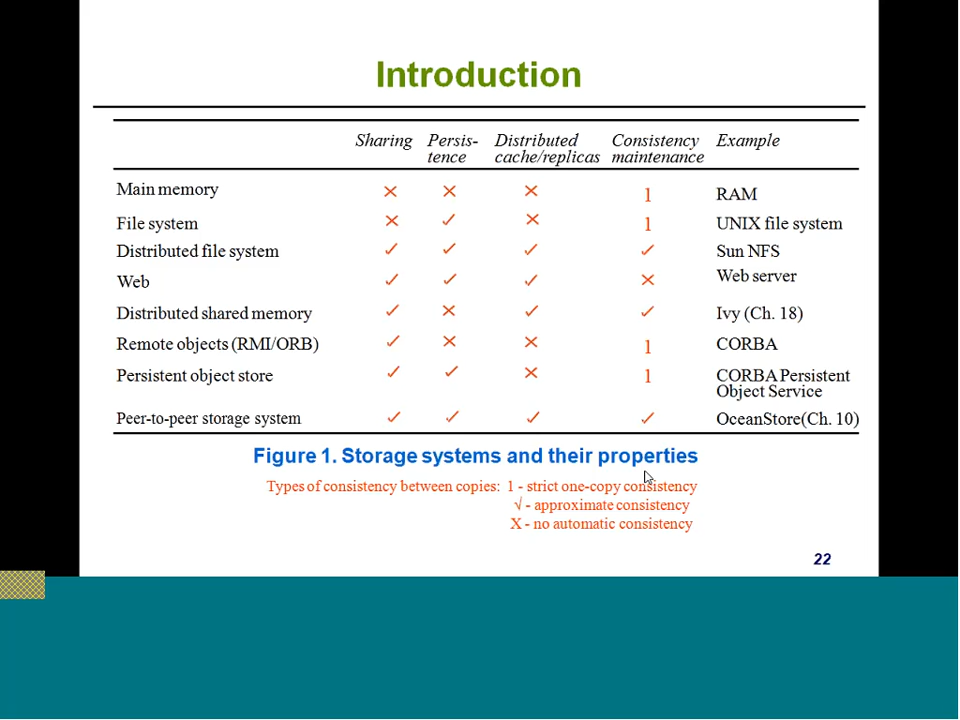 Introduction
Sharing Persis- Distributed Consistency Example
tence cache/replicas maintenance
Main memory × × × 1 RAM
File system × ✓ × 1 UNIX file system
Distributed file system ✓ ✓ ✓ ✓ Sun NFS
Web ✓ ✓ ✓ × Web server
Distributed shared memory ✓ × ✓ ✓ Ivy (Ch. 18)
Remote objects (RMI/ORB) ✓ × × 1 CORBA
Persistent object store ✓ ✓ × 1 CORBA Persistent
Object Service
Peer-to-peer storage system ✓ ✓ ✓ ✓ OceanStore(Ch. 10)
Figure 1. Storage systems and their properties
Types of consistency between copies: 1 - strict one-copy consistency
√ - approximate consistency
X - no automatic consistency
22